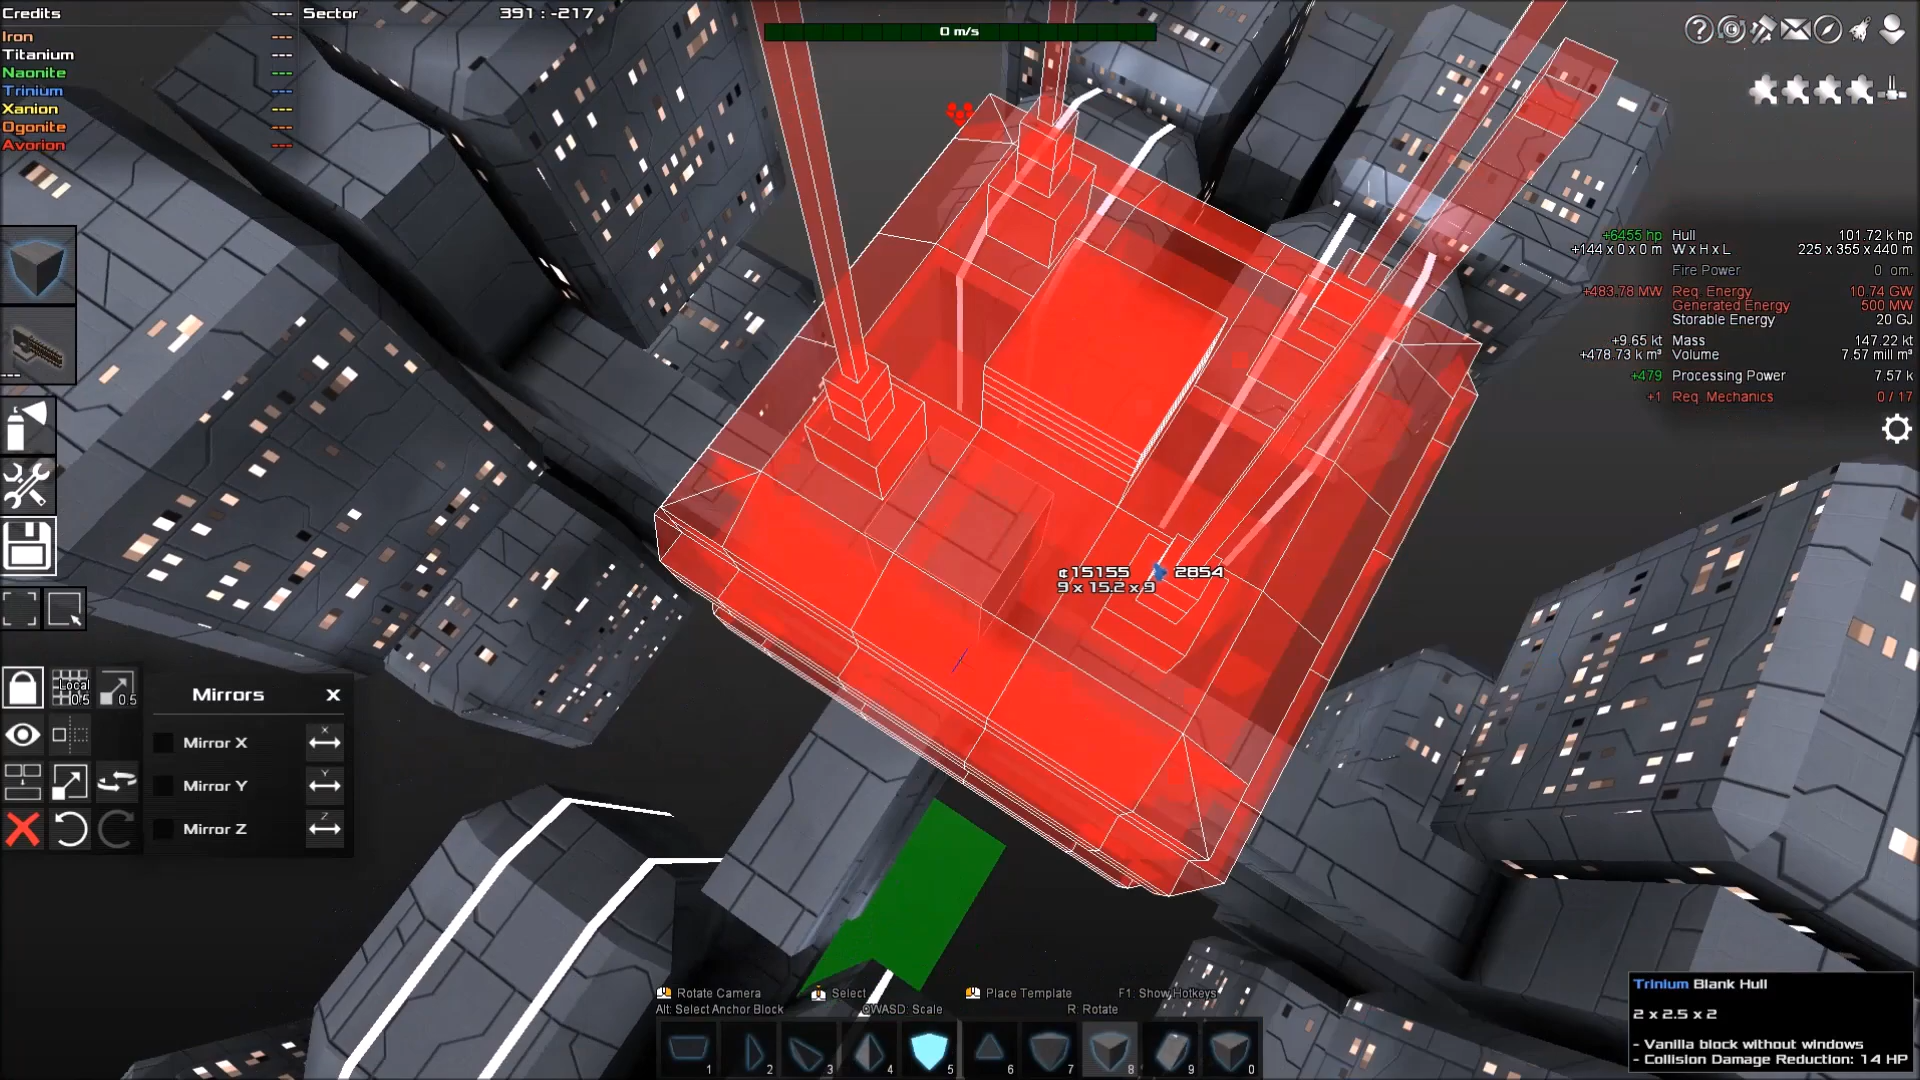 Credits --- Sector 391 : -217
Iron ---
Titanium ---
Naonite ---
Trinium ---
Xanion ---
Ogonite ---
Avorion ---
0 m/s
+6455 hp Hull 101.72 k hp
+144 x 0 x 0 m W x H x L 225 x 355 x 440 m
Fire Power 0 om.
+483.78 MW Req. Energy 10.74 GW
Generated Energy 500 MW
Storable Energy 20 GJ
+9.65 kt Mass 147.22 kt
+478.73 k m³ Volume 7.57 mill m³
+479 Processing Power 7.57 k
+1 Req. Mechanics 0 / 17
---
¢15155 2854
9 x 15.2 x 9
Local
0.5
0.5
Mirrors X
Mirror X X
Mirror Y Y
Mirror Z Z
Rotate Camera Select Place Template F1: Show Hotkeys
Alt: Select Anchor Block QWASD: Scale R: Rotate
1 2 3 4 5 6 7 8 9 0
Trinium Blank Hull
2 x 2.5 x 2
- Vanilla block without windows
- Collision Damage Reduction: 14 HP